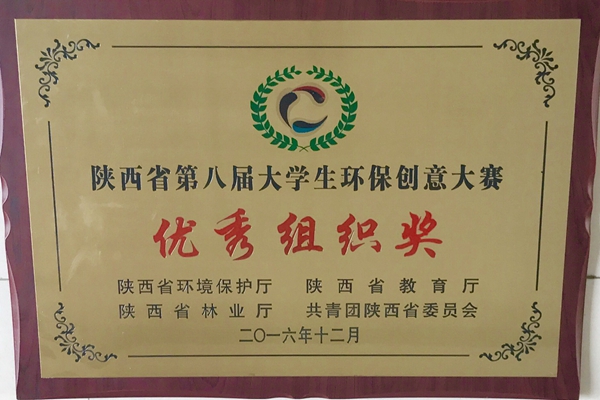 陕西省第八届大学生环保创意大赛
优秀组织奖
陕西省环境保护厅 陕西省教育厅
陕西省林业厅 共青团陕西省委员会
二〇一六年十二月